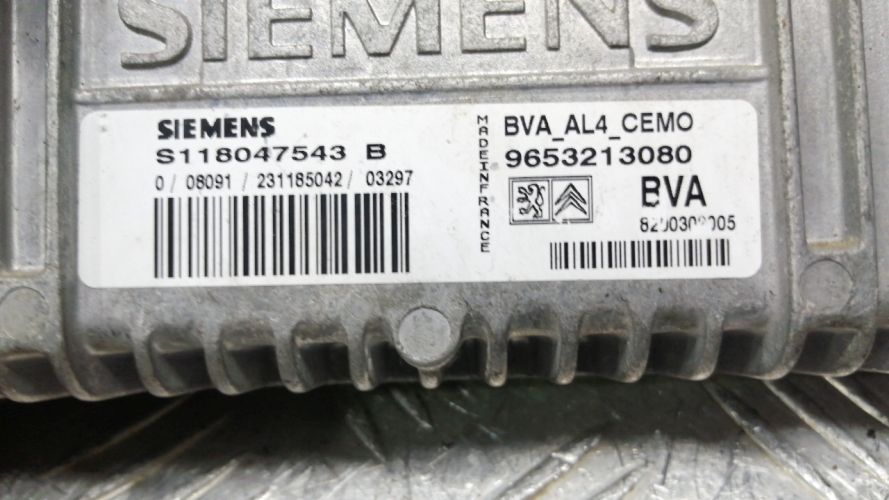 SIEMENS
SIEMENS
S118047543 B
0 / 08091 / 231185042 / 03297
MADEINFRANCE
BVA_AL4_CEMO
9653213080
BVA